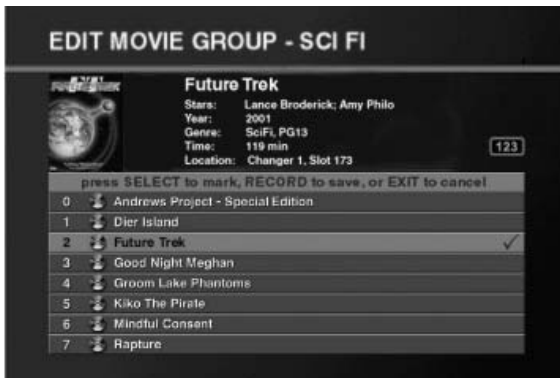 EDIT MOVIE GROUP - SCI FI
FUTURE TREK
Future Trek
Stars: Lance Broderick; Amy Philo
Year: 2001
Genre: SciFi, PG13
Time: 119 min
Location: Changer 1, Slot 173
123
press SELECT to mark, RECORD to save, or EXIT to cancel
0 Andrews Project - Special Edition
1 Dier Island
2 Future Trek ✓
3 Good Night Meghan
4 Groom Lake Phantoms
5 Kiko The Pirate
6 Mindful Consent
7 Rapture